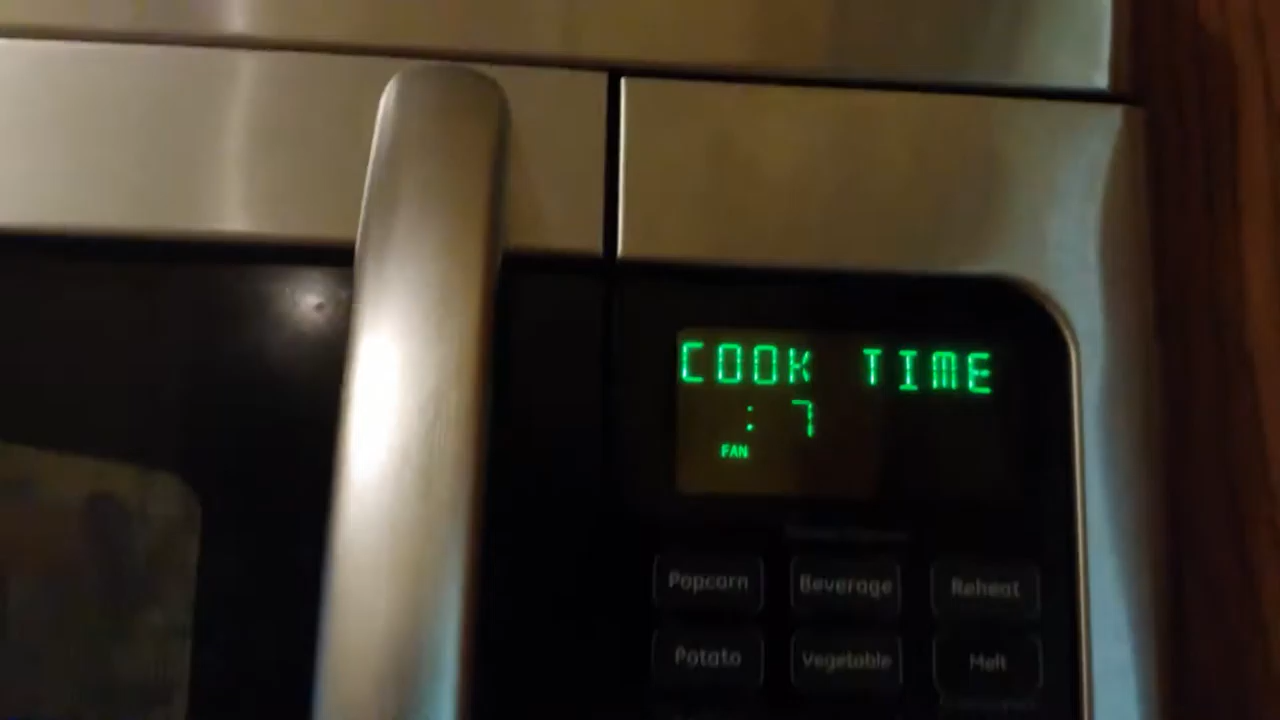 COOK TIME
: 7
FAN
Popcorn Beverage Reheat
Potato Vegetable Melt